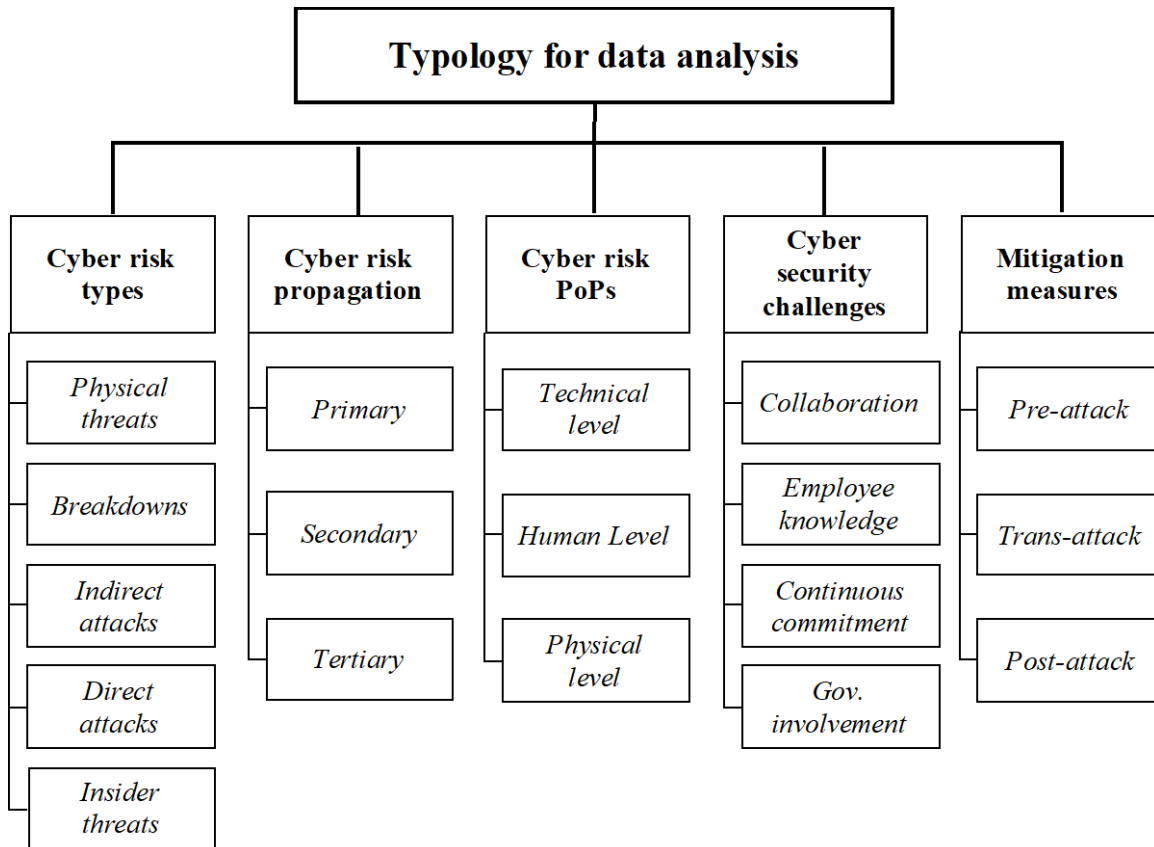 Typology for data analysis
Cyber risk
types
Physical
threats
Breakdowns
Indirect
attacks
Direct
attacks
Insider
threats
Cyber risk
propagation
Primary
Secondary
Tertiary
Cyber risk
PoPs
Technical
level
Human Level
Physical
level
Cyber
security
challenges
Collaboration
Employee
knowledge
Continuous
commitment
Gov.
involvement
Mitigation
measures
Pre-attack
Trans-attack
Post-attack